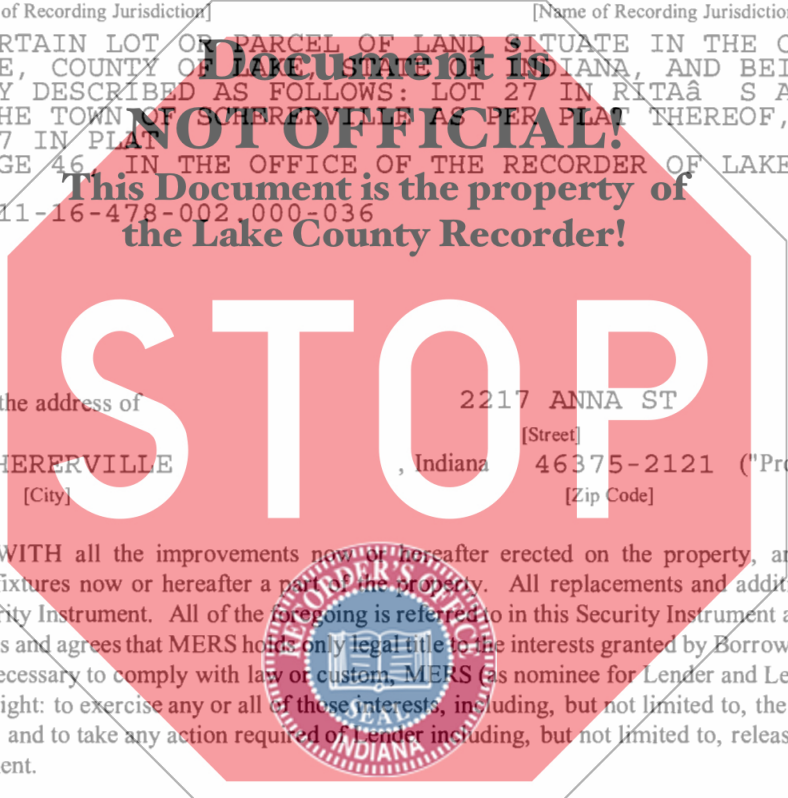 of Recording Jurisdiction] [Name of Recording Jurisdiction
RTAIN LOT OR PARCEL OF LAND SITUATE IN THE C
Document is
E, COUNTY OF LAKE, STATE OF INDIANA, AND BEI
Y DESCRIBED AS FOLLOWS: LOT 27 IN RITAâ S A
HE TOWN OF SCHERERVILLE AS PER PLAT THEREOF,
NOT OFFICIAL!
7 IN PLAT
GE 46, IN THE OFFICE OF THE RECORDER OF LAKE
This Document is the property of
11-16-478-002.000-036
the Lake County Recorder!
STOP
the address of 2217 ANNA ST
[Street]
HERERVILLE , Indiana 46375-2121 ("Pro
[City] [Zip Code]
WITH all the improvements now or hereafter erected on the property, a
ixtures now or hereafter a part of the property. All replacements and addit
rity Instrument. All of the foregoing is referred to in this Security Instrument a
s and agrees that MERS holds only legal title to the interests granted by Borrow
ecessary to comply with law or custom, MERS (as nominee for Lender and Le
ight: to exercise any or all of those interests, including, but not limited to, the
and to take any action required of Lender including, but not limited to, releas
ent.
RECORDER'S OFFICE
SEAL
INDIANA